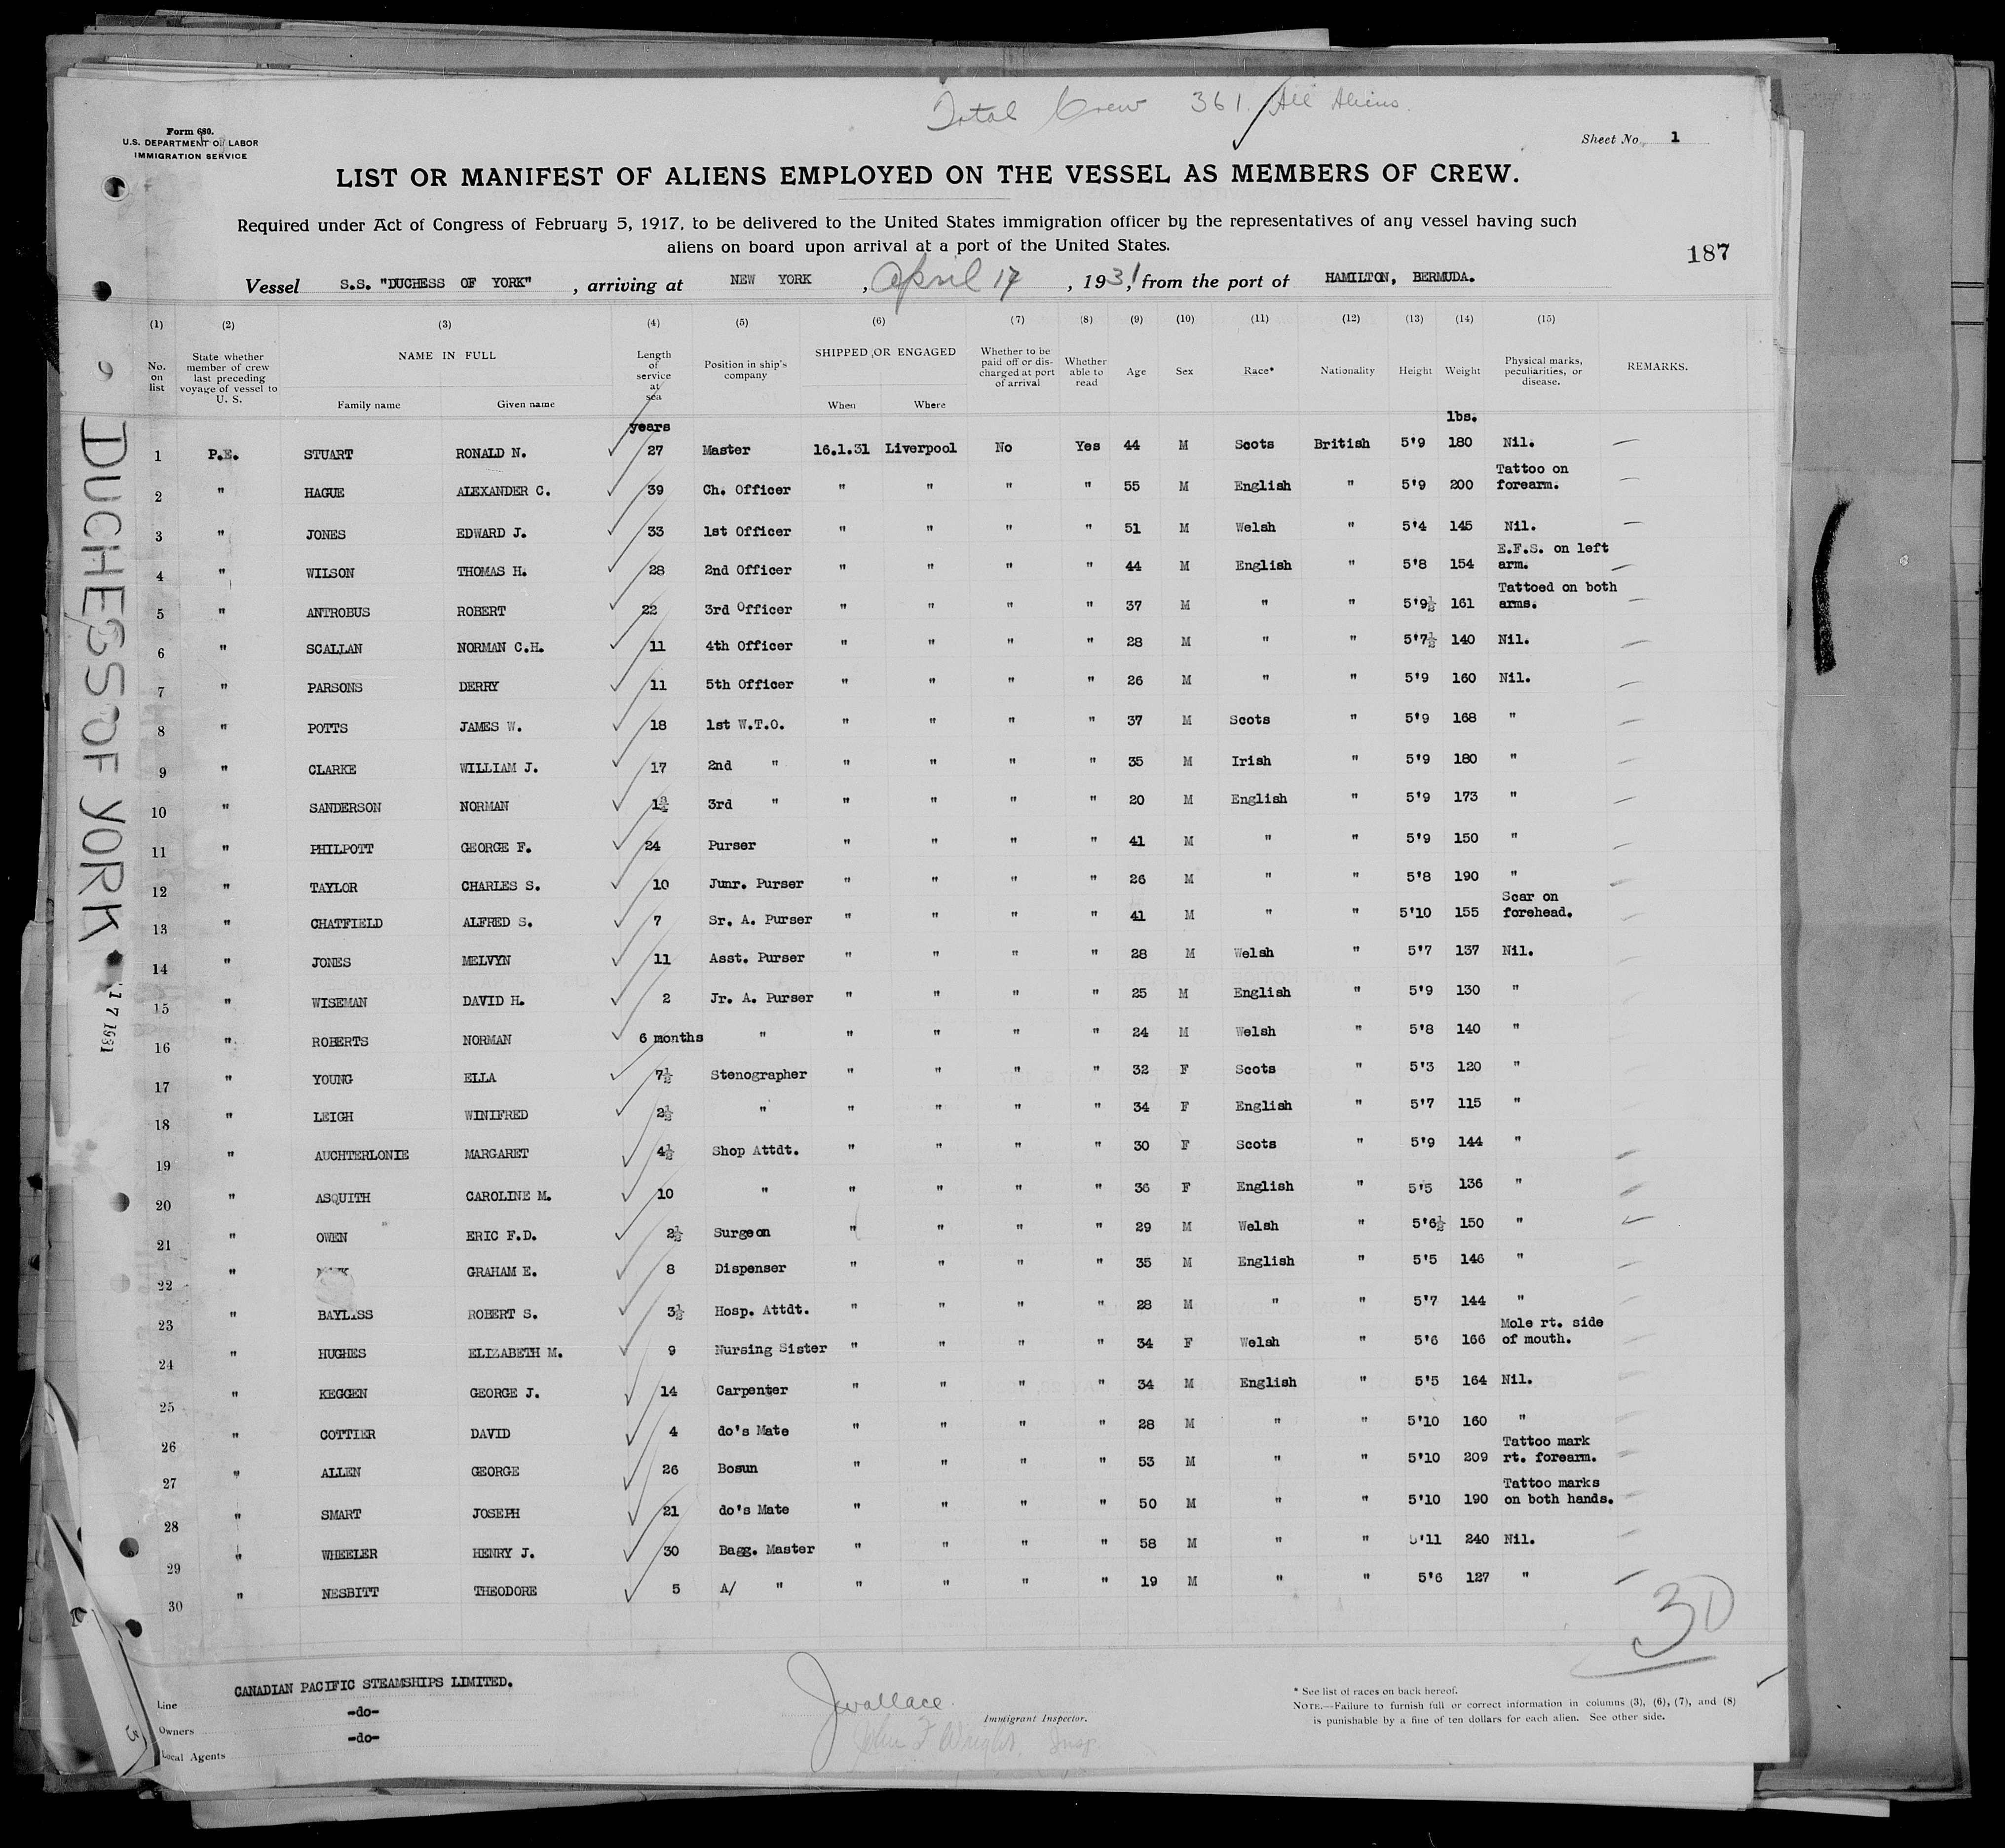 Total Crew 361. All Aliens.
Form 680.
U.S. DEPARTMENT OF LABOR
IMMIGRATION SERVICE
Sheet No. 1
LIST OR MANIFEST OF ALIENS EMPLOYED ON THE VESSEL AS MEMBERS OF CREW.
Required under Act of Congress of February 5, 1917, to be delivered to the United States immigration officer by the representatives of any vessel having such
aliens on board upon arrival at a port of the United States.
187
Vessel S.S. "DUCHESS OF YORK" , arriving at NEW YORK , April 17 , 1931, from the port of HAMILTON, BERMUDA.
(1) (2) (3) (4) (5) (6) (7) (8) (9) (10) (11) (12) (13) (14) (15)
No. on list State whether member of crew last preceding voyage of vessel to U. S. NAME IN FULL Family name Given name Length of service at sea Position in ship's company SHIPPED OR ENGAGED When Where Whether to be paid off or discharged at port of arrival Whether able to read Age Sex Race* Nationality Height Weight Physical marks, peculiarities, or disease. REMARKS.
years lbs.
1 P.E. STUART RONALD N. 27 Master 16.1.31 Liverpool No Yes 44 M Scots British 5'9 180 Nil.
2 " HAGUE ALEXANDER C. 39 Ch. Officer " " " " 55 M English " 5'9 200 Tattoo on forearm.
3 " JONES EDWARD J. 33 1st Officer " " " " 51 M Welsh " 5'4 145 Nil.
4 " WILSON THOMAS H. 28 2nd Officer " " " " 44 M English " 5'8 154 E.F.S. on left arm.
5 " ANTROBUS ROBERT 22 3rd Officer " " " " 37 M " " 5'9½ 161 Tattoed on both arms.
6 " SCALLAN NORMAN C.H. 11 4th Officer " " " " 28 M " " 5'7½ 140 Nil.
7 " PARSONS DERRY 11 5th Officer " " " " 26 M " " 5'9 160 Nil.
8 " POTTS JAMES W. 18 1st W.T.O. " " " " 37 M Scots " 5'9 168 "
9 " CLARKE WILLIAM J. 17 2nd " " " " " 35 M Irish " 5'9 180 "
10 " SANDERSON NORMAN 1¾ 3rd " " " " " 20 M English " 5'9 173 "
11 " PHILPOTT GEORGE F. 24 Purser " " " " 41 M " " 5'9 150 "
12 " TAYLOR CHARLES S. 10 Junr. Purser " " " " 26 M " " 5'8 190 "
13 " CHATFIELD ALFRED S. 7 Sr. A. Purser " " " " 41 M " " 5'10 155 Scar on forehead.
14 " JONES MELVYN 11 Asst. Purser " " " " 28 M Welsh " 5'7 137 Nil.
15 " WISEMAN DAVID H. 2 Jr. A. Purser " " " " 25 M English " 5'9 130 "
16 " ROBERTS NORMAN 6 months " " " " " 24 M Welsh " 5'8 140 "
17 " YOUNG ELLA 7½ Stenographer " " " " 32 F Scots " 5'3 120 "
18 " LEIGH WINIFRED 2½ " " " " " 34 F English " 5'7 115 "
19 " AUCHTERLONIE MARGARET 4½ Shop Attdt. " " " " 30 F Scots " 5'9 144 "
20 " ASQUITH CAROLINE M. 10 " " " " " 36 F English " 5'5 136 "
21 " OWEN ERIC F.D. 2½ Surgeon " " " " 29 M Welsh " 5'6½ 150 "
22 " GRAHAM E. 8 Dispenser " " " " 35 M English " 5'5 146 "
23 " BAYLISS ROBERT S. 3½ Hosp. Attdt. " " " " 28 M " " 5'7 144 "
24 " HUGHES ELIZABETH M. 9 Nursing Sister " " " " 34 F Welsh " 5'6 166 Mole rt. side of mouth.
25 " KEGGEN GEORGE J. 14 Carpenter " " " " 34 M English " 5'5 164 Nil.
26 " COTTIER DAVID 4 do's Mate " " " " 28 M " " 5'10 160 "
27 " ALLEN GEORGE 26 Bosun " " " " 53 M " " 5'10 209 Tattoo mark rt. forearm.
28 " SMART JOSEPH 21 do's Mate " " " " 50 M " " 5'10 190 Tattoo marks on both hands.
29 " WHEELER HENRY J. 30 Bagg. Master " " " " 58 M " " 5'11 240 Nil.
30 " NESBITT THEODORE 5 A/ " " " " " 19 M " " 5'6 127 "
30
DUCHESS OF YORK
17 1931
Line CANADIAN PACIFIC STEAMSHIPS LIMITED.
Owners -do-
Local Agents -do-
J Wallace.
John F Wright. Insp.
Immigrant Inspector.
* See list of races on back hereof.
NOTE.—Failure to furnish full or correct information in columns (3), (6), (7), and (8)
is punishable by a fine of ten dollars for each alien. See other side.